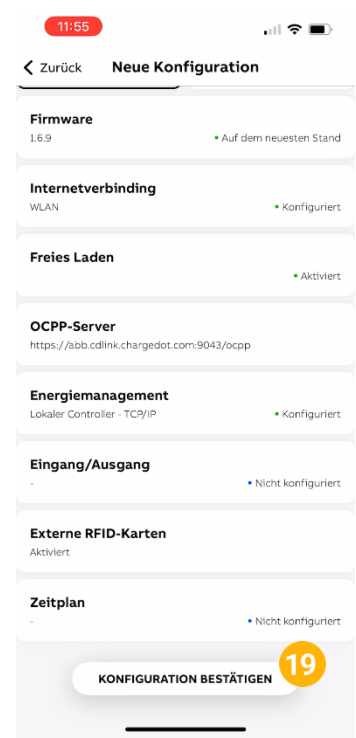 11:55
Zurück Neue Konfiguration
Firmware
1.6.9 Auf dem neuesten Stand
Internetverbinding
WLAN Konfiguriert
Freies Laden
Aktiviert
OCPP-Server
https://abb.cdlink.chargedot.com:9043/ocpp
Energiemanagement
Lokaler Controller - TCP/IP Konfiguriert
Eingang/Ausgang
- Nicht konfiguriert
Externe RFID-Karten
Aktiviert
Zeitplan
- Nicht konfiguriert
KONFIGURATION BESTÄTIGEN 19